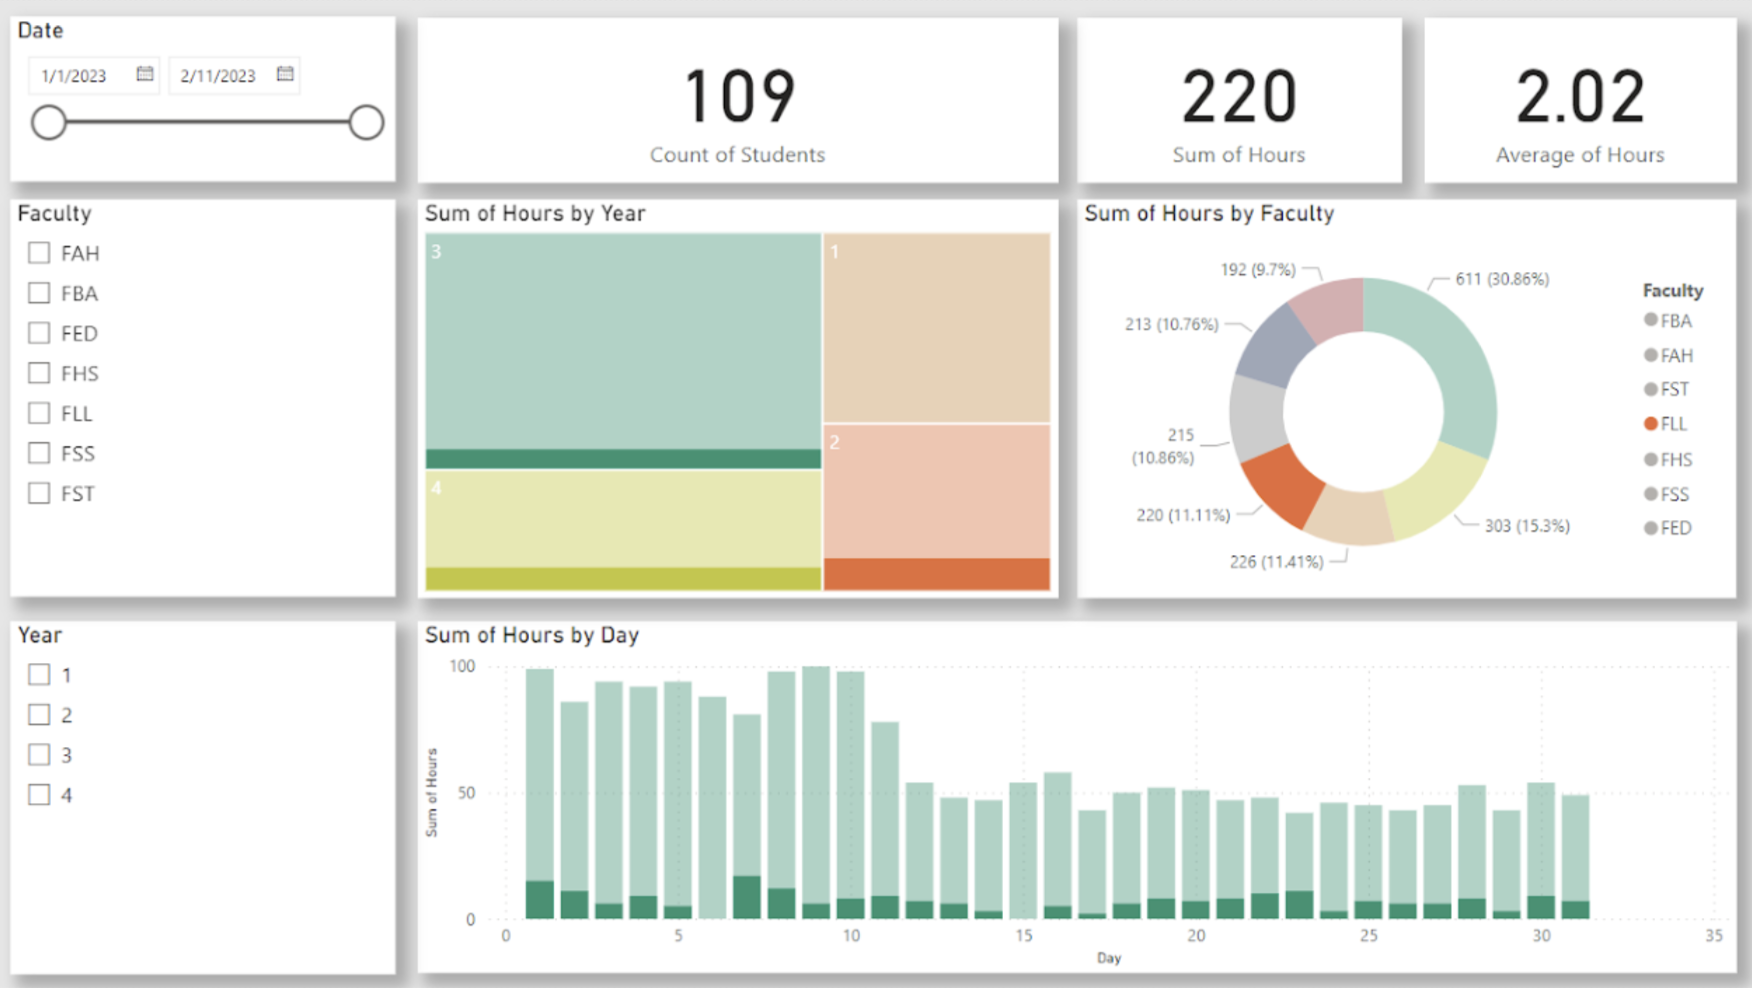 Date
1/1/2023
2/11/2023
109
Count of Students
220
Sum of Hours
2.02
Average of Hours
Faculty
FAH
FBA
FED
FHS
FLL
FSS
FST
Sum of Hours by Year
3
1
4
2
Sum of Hours by Faculty
192 (9.7%)
611 (30.86%)
213 (10.76%)
215
(10.86%)
220 (11.11%)
303 (15.3%)
226 (11.41%)
Faculty
FBA
FAH
FST
FLL
FHS
FSS
FED
Year
1
2
3
4
Sum of Hours by Day
100
50
0
Sum of Hours
0 5 10 15 20 25 30 35
Day